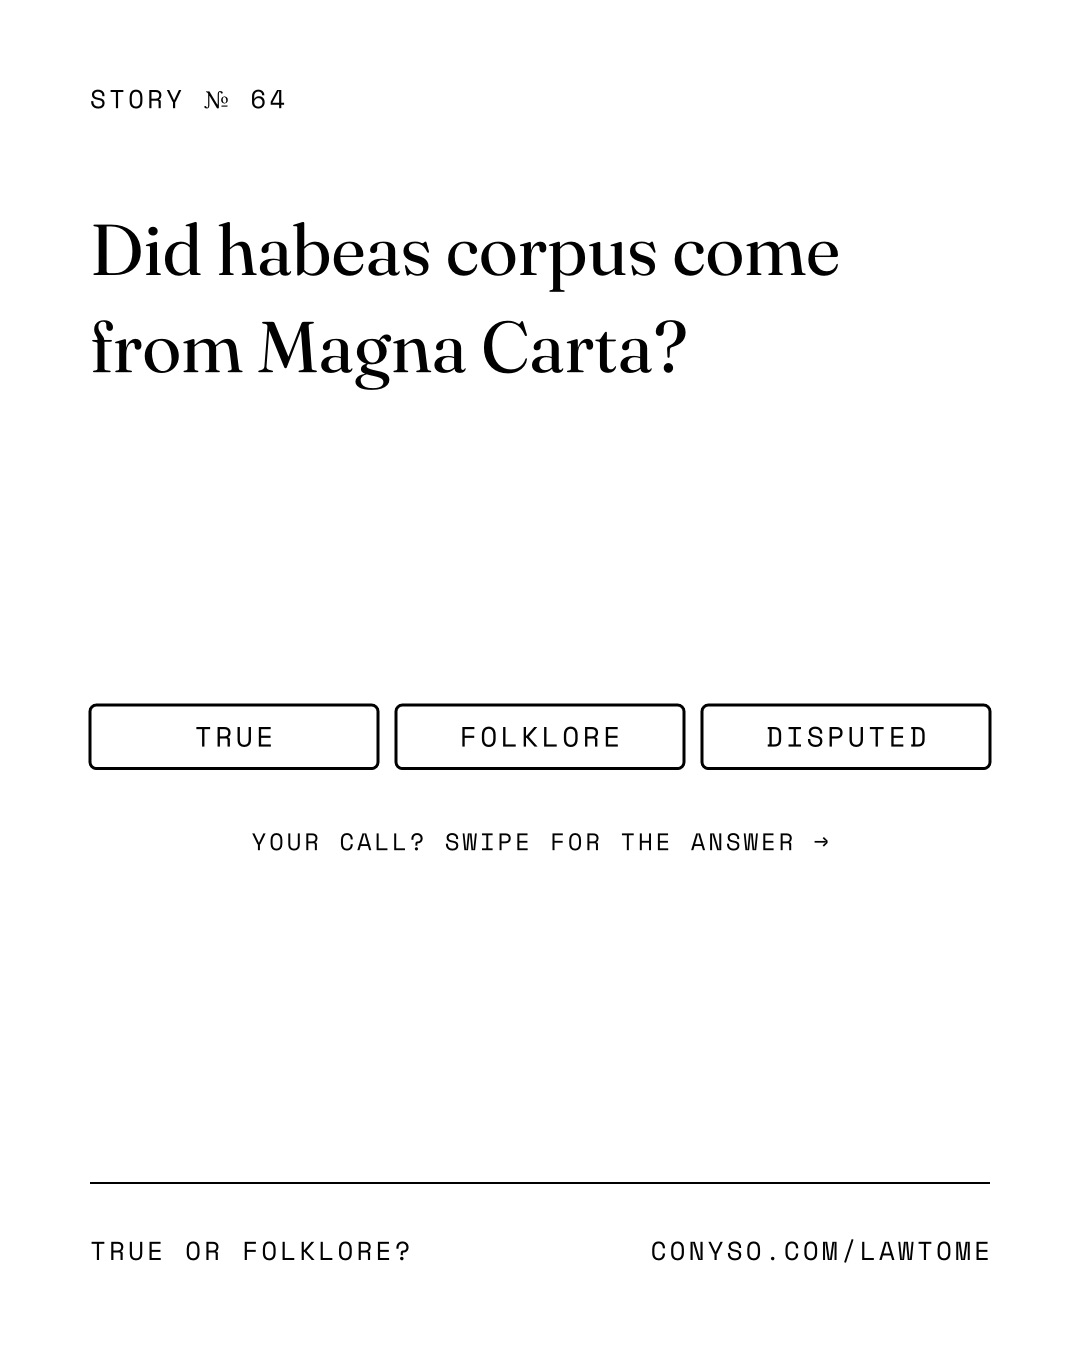 STORY № 64
Did habeas corpus come
from Magna Carta?
TRUE
FOLKLORE
DISPUTED
YOUR CALL? SWIPE FOR THE ANSWER →
TRUE OR FOLKLORE?
CONYSO.COM/LAWTOME